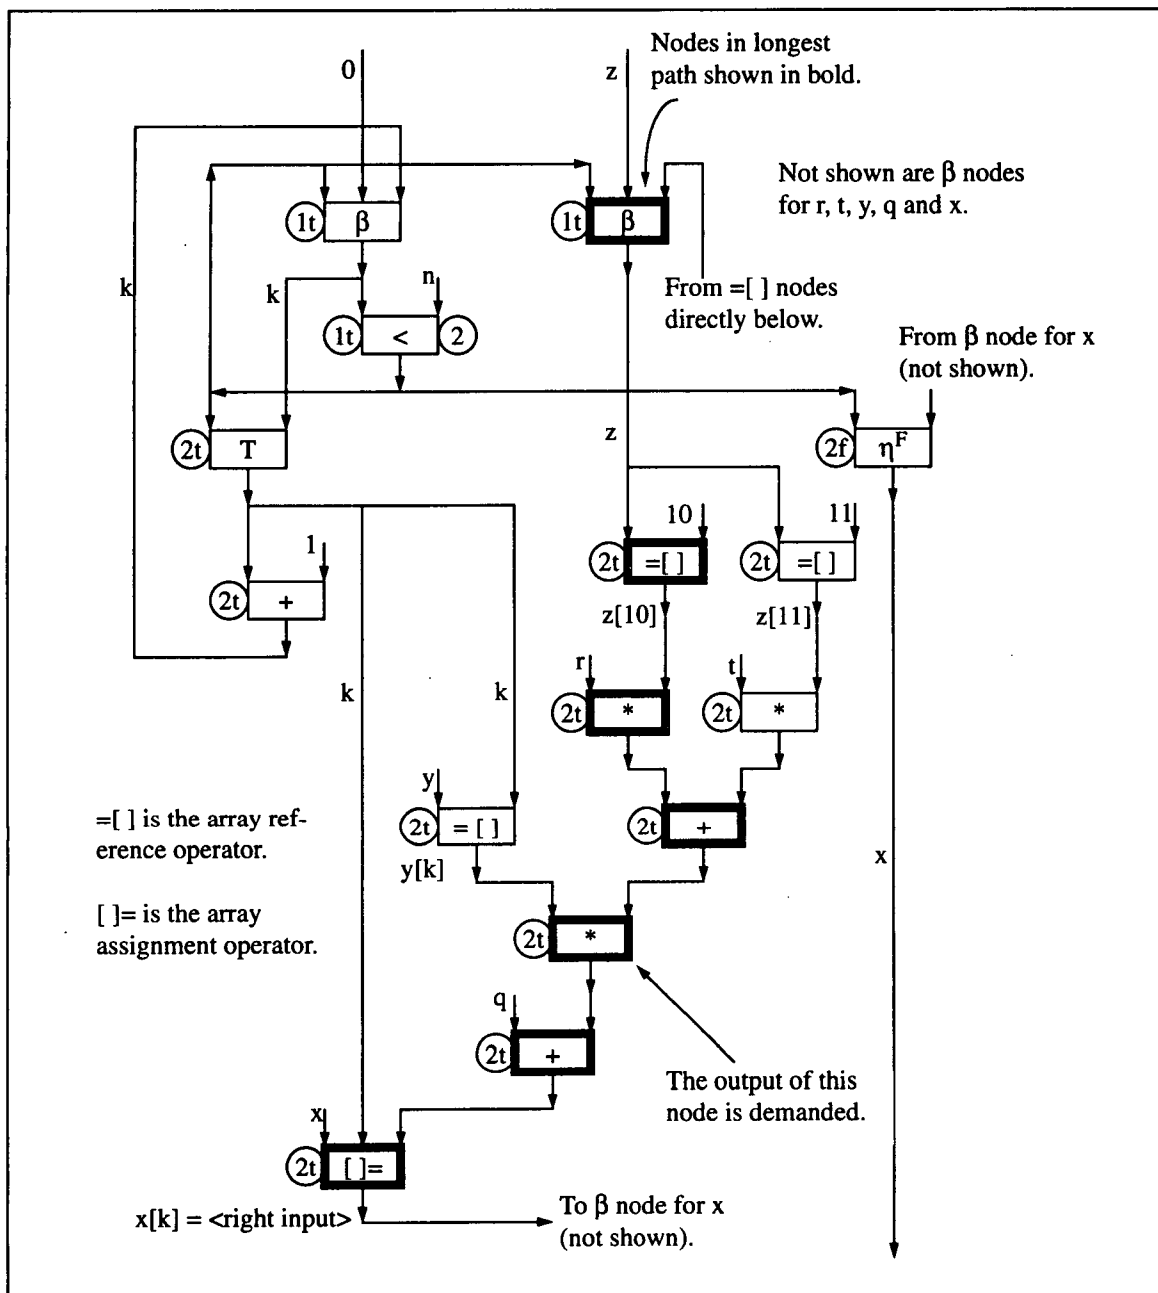 Nodes in longest
path shown in bold.
0
z
Not shown are β nodes
for r, t, y, q and x.
1t
β
1t
β
k
k
n
From =[ ] nodes
directly below.
1t
<
2
From β node for x
(not shown).
z
2t
T
2f
η^F
10
11
1
2t
=[ ]
2t
=[ ]
2t
+
z[10]
z[11]
r
t
k
k
2t
*
2t
*
y
=[ ] is the array ref-
erence operator.
2t
=[ ]
2t
+
y[k]
x
[ ]= is the array
assignment operator.
2t
*
q
2t
+
The output of this
node is demanded.
x
2t
[ ]=
x[k] = <right input>
To β node for x
(not shown).